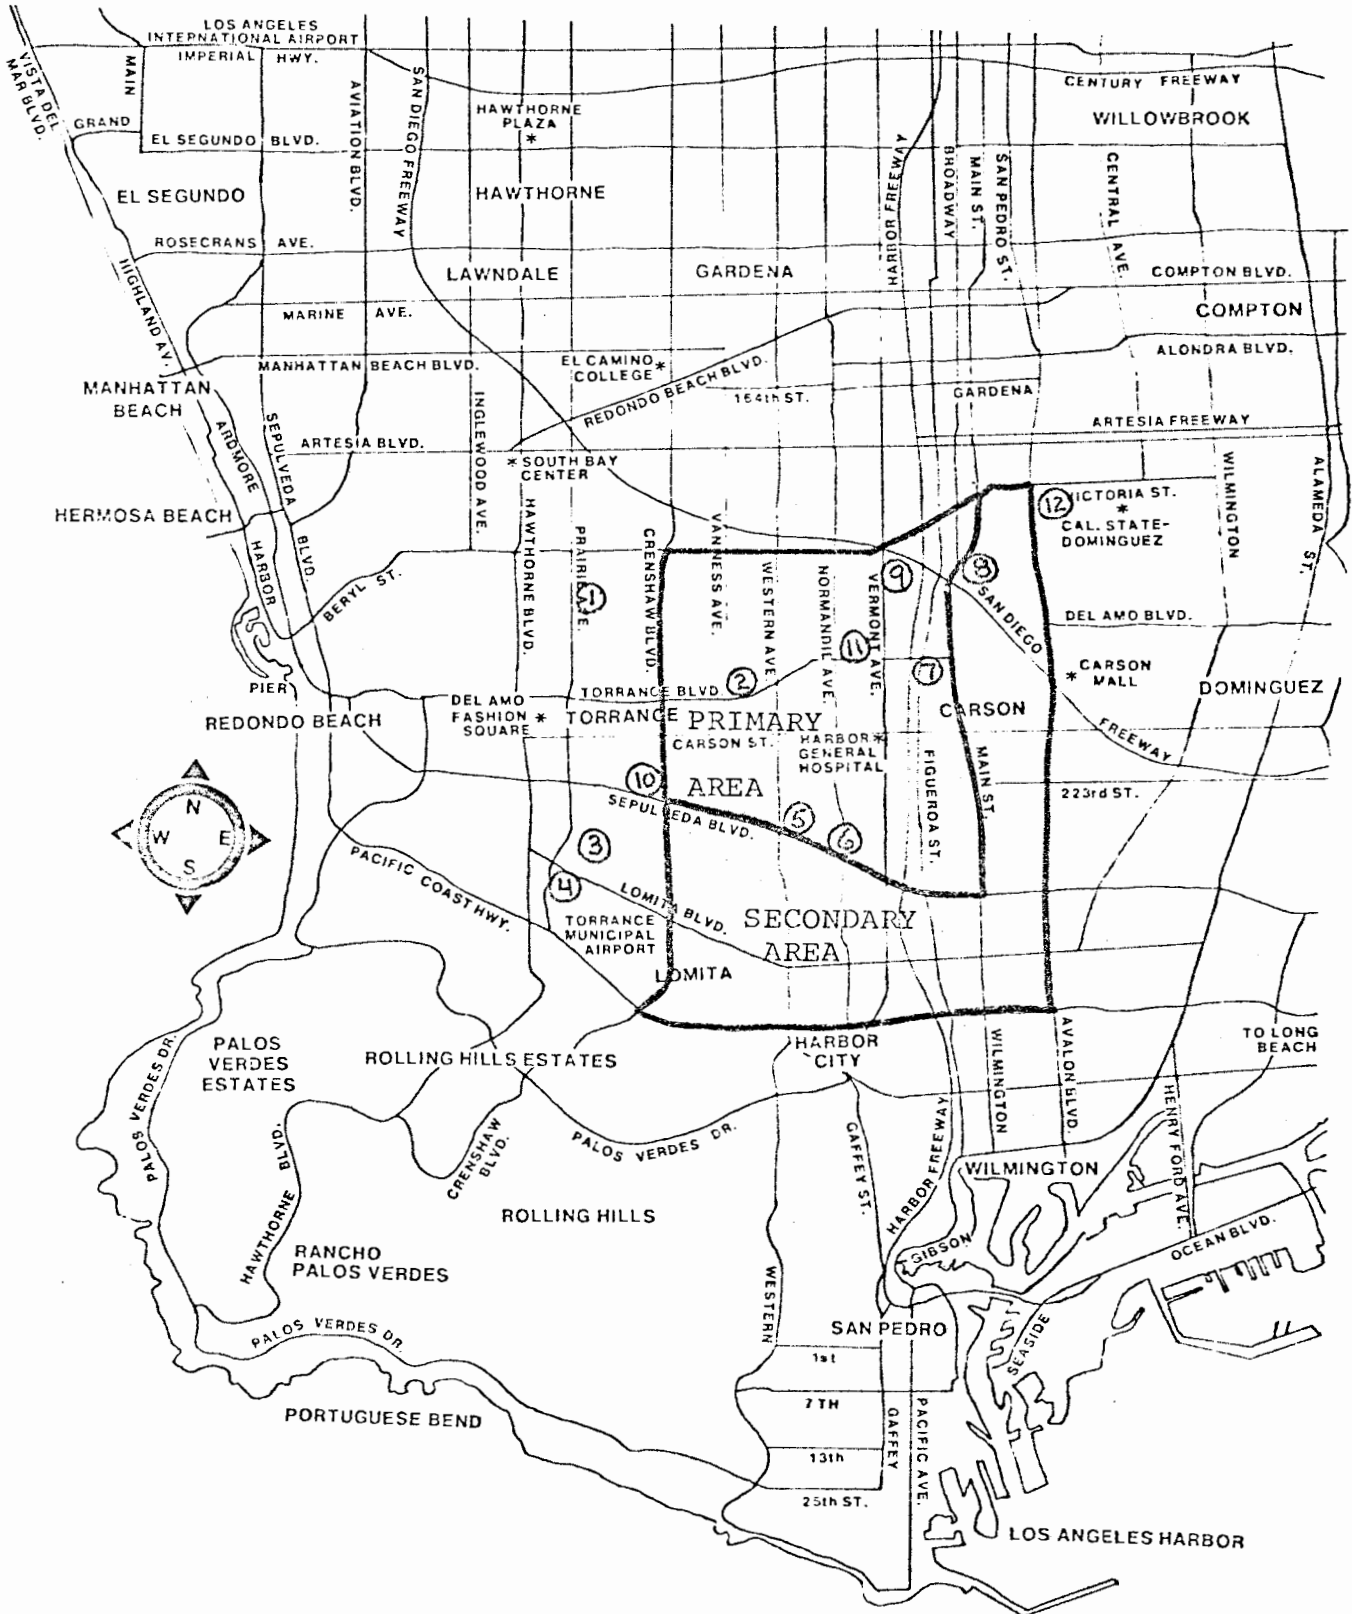 LOS ANGELES
INTERNATIONAL AIRPORT
IMPERIAL HWY.
VISTA DEL
MAR BLVD.
MAIN
GRAND
EL SEGUNDO BLVD.
AVIATION BLVD.
SAN DIEGO FREEWAY
HAWTHORNE
PLAZA
*
CENTURY FREEWAY
WILLOWBROOK
HARBOR FREEWAY
BROADWAY
MAIN ST.
SAN PEDRO ST.
CENTRAL AVE.
EL SEGUNDO
HAWTHORNE
ROSECRANS AVE.
HIGHLAND AV.
LAWNDALE
GARDENA
COMPTON BLVD.
MARINE AVE.
COMPTON
MANHATTAN BEACH BLVD.
EL CAMINO
COLLEGE *
REDONDO BEACH BLVD.
ALONDRA BLVD.
MANHATTAN
BEACH
164th ST.
GARDENA
ARDMORE
SEPULVEDA
BLVD.
ARTESIA BLVD.
INGLEWOOD AVE.
ARTESIA FREEWAY
* SOUTH BAY
CENTER
WILMINGTON
ALAMEDA ST.
HERMOSA BEACH
HARBOR
HAWTHORNE BLVD.
PRAIRIE AVE.
CRENSHAW BLVD.
VANNESS AVE.
WESTERN AVE.
NORMANDIE AVE.
VERMONT AVE.
12
VICTORIA ST.
*
CAL. STATE-
DOMINGUEZ
BERYL ST.
1
9
8
SAN DIEGO
FREEWAY
DEL AMO BLVD.
11
7
2
PIER
TORRANCE BLVD.
* CARSON
MALL
DOMINGUEZ
REDONDO BEACH
DEL AMO
FASHION *
SQUARE
TORRANCE
PRIMARY
AREA
CARSON ST.
HARBOR *
GENERAL
HOSPITAL
CARSON
FIGUEROA ST.
MAIN ST.
223rd ST.
10
SEPULVEDA BLVD.
5
6
N
W E
S
3
4
PACIFIC COAST HWY.
LOMITA BLVD.
TORRANCE
MUNICIPAL
AIRPORT
SECONDARY
AREA
LOMITA
PALOS VERDES DR.
PALOS
VERDES
ESTATES
ROLLING HILLS ESTATES
HARBOR
CITY
WILMINGTON
AVALON BLVD.
TO LONG
BEACH
HAWTHORNE BLVD.
CRENSHAW
BLVD.
PALOS VERDES DR.
GAFFEY ST.
HARBOR FREEWAY
WILMINGTON
HENRY FORD AVE.
ROLLING HILLS
RANCHO
PALOS VERDES
GIBSON
OCEAN BLVD.
WESTERN
PALOS VERDES DR.
SAN PEDRO
SEASIDE
1st
7TH
PORTUGUESE BEND
GAFFEY
PACIFIC AVE.
13th
25th ST.
LOS ANGELES HARBOR